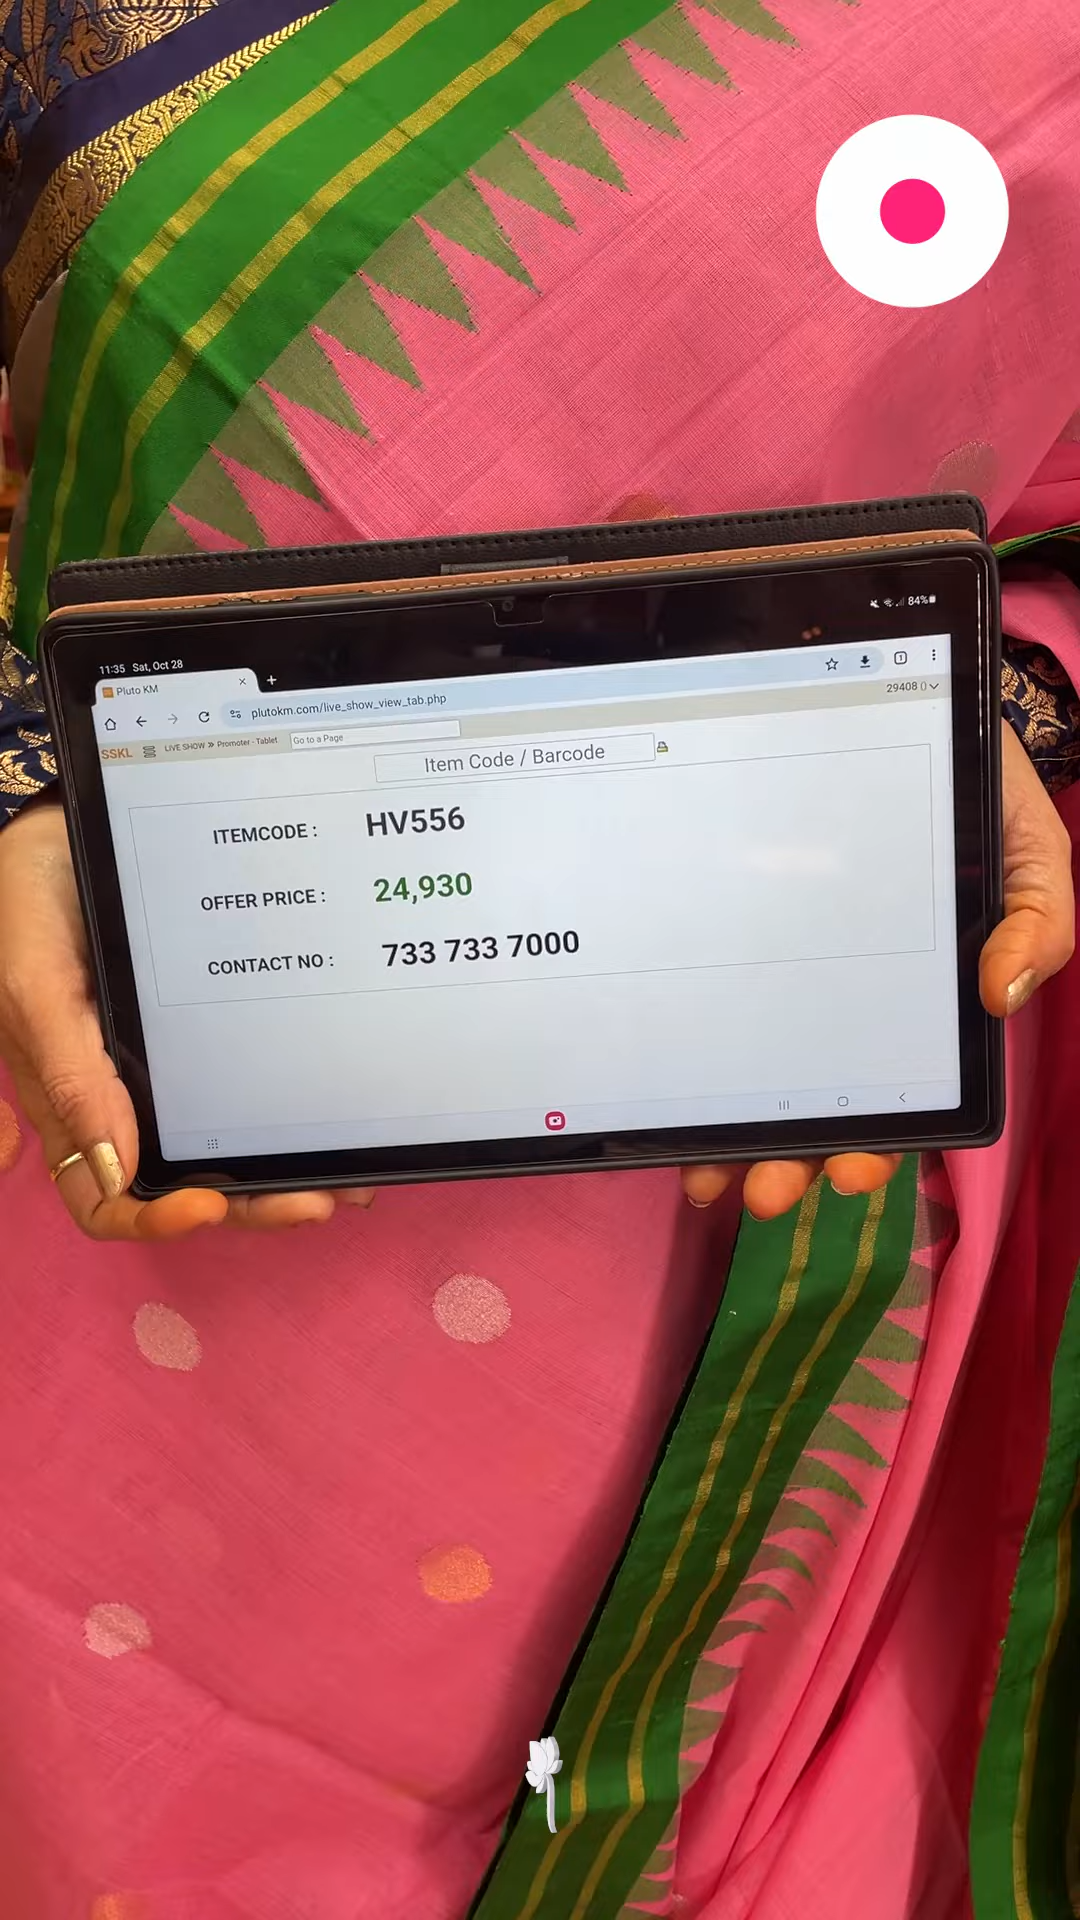 11:35 Sat, Oct 28
84%
Pluto KM
plutokm.com/live_show_view_tab.php
29408 ()
SSKL
LIVE SHOW » Promoter - Tablet
Go to a Page
Item Code / Barcode
ITEMCODE : HV556
OFFER PRICE : 24,930
CONTACT NO : 733 733 7000